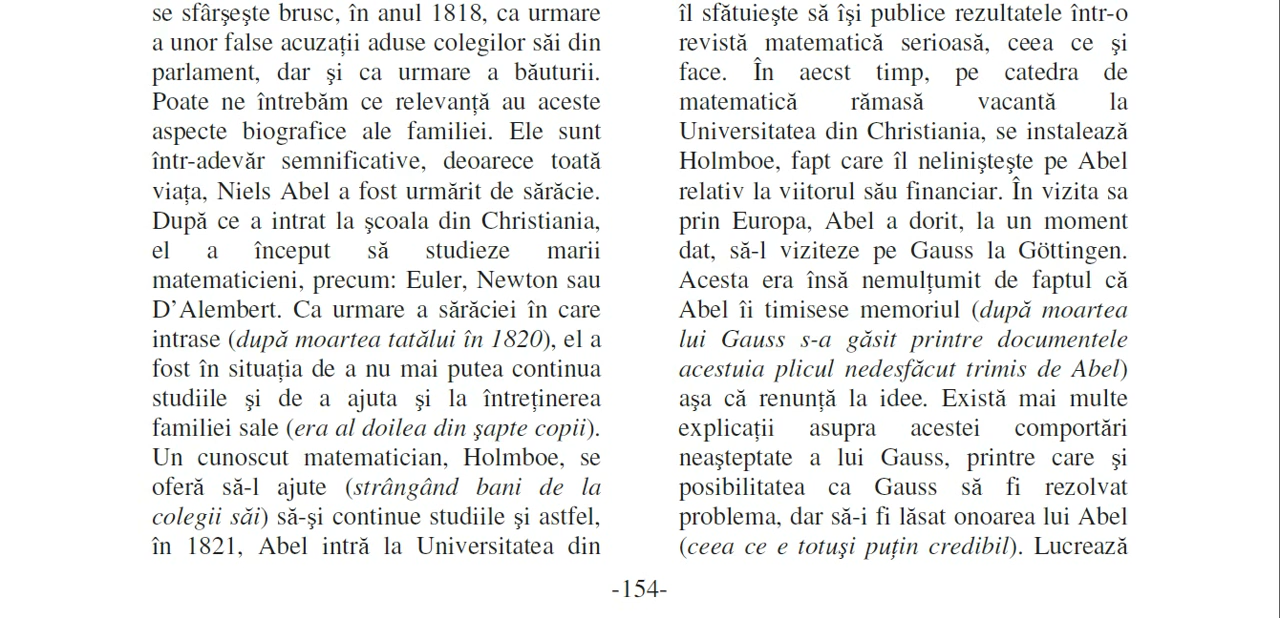 se sfârşeşte brusc, în anul 1818, ca urmare
a unor false acuzaţii aduse colegilor săi din
parlament, dar şi ca urmare a băuturii.
Poate ne întrebăm ce relevanţă au aceste
aspecte biografice ale familiei. Ele sunt
într-adevăr semnificative, deoarece toată
viaţa, Niels Abel a fost urmărit de sărăcie.
După ce a intrat la şcoala din Christiania,
el a început să studieze marii
matematicieni, precum: Euler, Newton sau
D’Alembert. Ca urmare a sărăciei în care
intrase (după moartea tatălui în 1820), el a
fost în situaţia de a nu mai putea continua
studiile şi de a ajuta şi la întreţinerea
familiei sale (era al doilea din şapte copii).
Un cunoscut matematician, Holmboe, se
oferă să-l ajute (strângând bani de la
colegii săi) să-şi continue studiile şi astfel,
în 1821, Abel intră la Universitatea din
îl sfătuieşte să îşi publice rezultatele într-o
revistă matematică serioasă, ceea ce şi
face. În aecst timp, pe catedra de
matematică rămasă vacantă la
Universitatea din Christiania, se instalează
Holmboe, fapt care îl nelinişteşte pe Abel
relativ la viitorul său financiar. În vizita sa
prin Europa, Abel a dorit, la un moment
dat, să-l viziteze pe Gauss la Göttingen.
Acesta era însă nemulţumit de faptul că
Abel îi timisese memoriul (după moartea
lui Gauss s-a găsit printre documentele
acestuia plicul nedesfăcut trimis de Abel)
aşa că renunţă la idee. Există mai multe
explicaţii asupra acestei comportări
neaşteptate a lui Gauss, printre care şi
posibilitatea ca Gauss să fi rezolvat
problema, dar să-i fi lăsat onoarea lui Abel
(ceea ce e totuşi puţin credibil). Lucrează
-154-